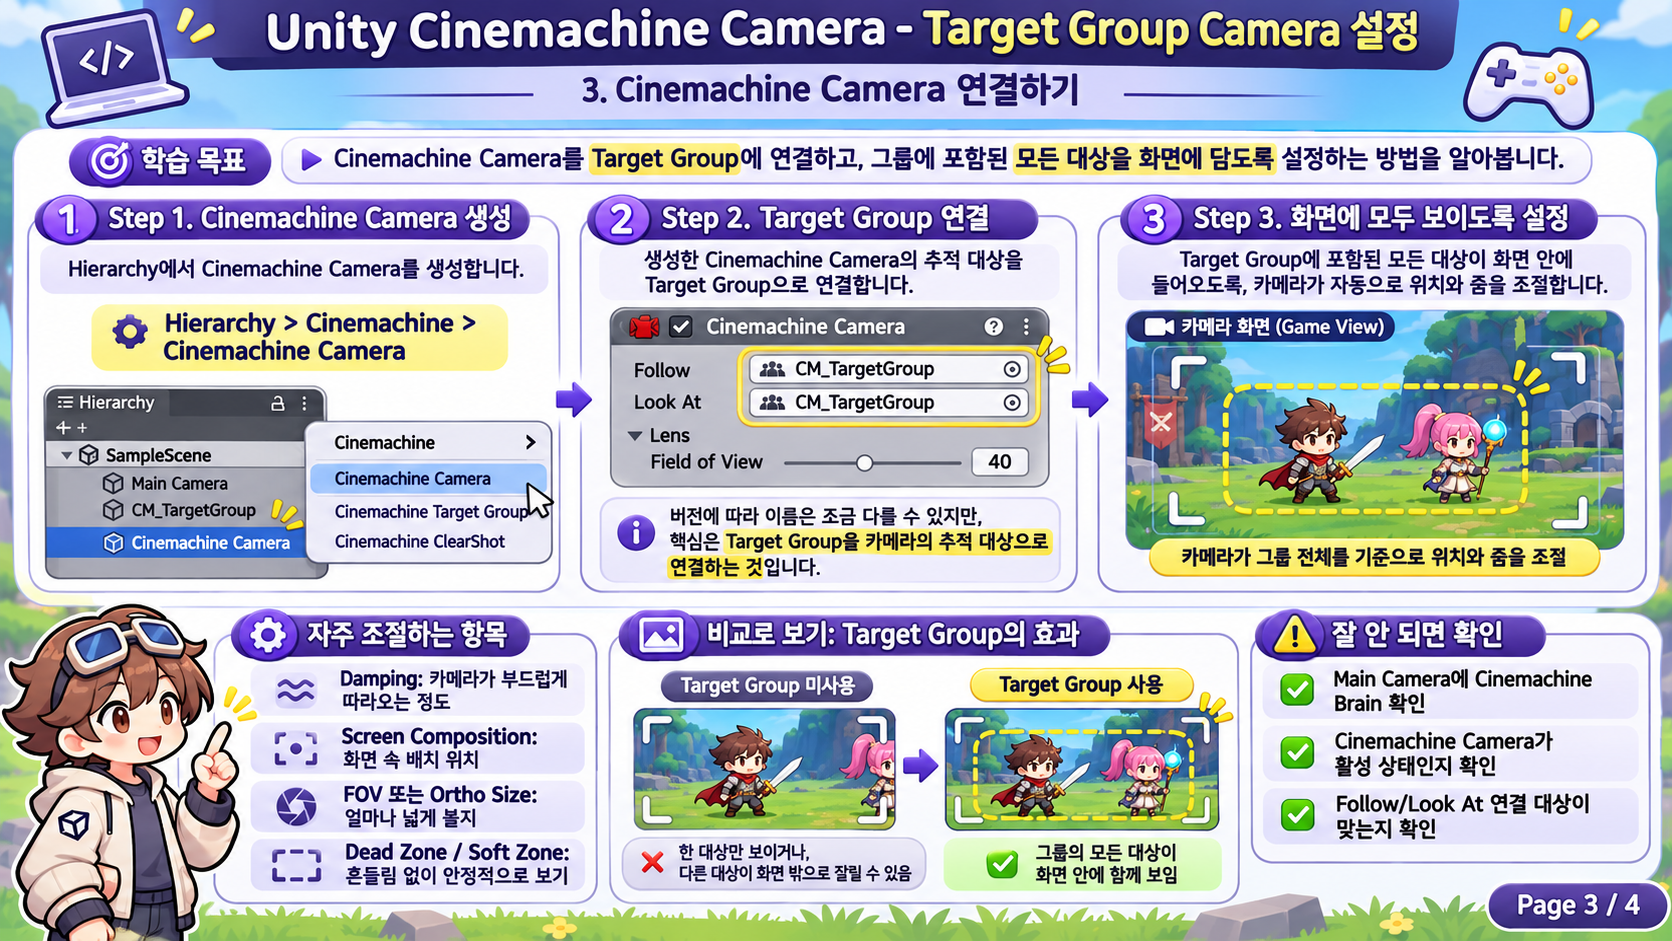 Unity Cinemachine Camera - Target Group Camera 설정
3. Cinemachine Camera 연결하기
</>
학습 목표
Cinemachine Camera를 Target Group에 연결하고, 그룹에 포함된 모든 대상을 화면에 담도록 설정하는 방법을 알아봅니다.
1 Step 1. Cinemachine Camera 생성
Hierarchy에서 Cinemachine Camera를 생성합니다.
Hierarchy > Cinemachine >
Cinemachine Camera
Hierarchy
+ +
SampleScene
Main Camera
CM_TargetGroup
Cinemachine Camera
Cinemachine
Cinemachine Camera
Cinemachine Target Group
Cinemachine ClearShot
2 Step 2. Target Group 연결
생성한 Cinemachine Camera의 추적 대상을
Target Group으로 연결합니다.
Cinemachine Camera
Follow CM_TargetGroup
Look At CM_TargetGroup
Lens
Field of View 40
버전에 따라 이름은 조금 다를 수 있지만,
핵심은 Target Group을 카메라의 추적 대상으로
연결하는 것입니다.
3 Step 3. 화면에 모두 보이도록 설정
Target Group에 포함된 모든 대상이 화면 안에
들어오도록, 카메라가 자동으로 위치와 줌을 조절합니다.
카메라 화면 (Game View)
카메라가 그룹 전체를 기준으로 위치와 줌을 조절
자주 조절하는 항목
Damping: 카메라가 부드럽게
따라오는 정도
Screen Composition:
화면 속 배치 위치
FOV 또는 Ortho Size:
얼마나 넓게 볼지
Dead Zone / Soft Zone:
흔들림 없이 안정적으로 보기
비교로 보기: Target Group의 효과
Target Group 미사용
한 대상만 보이거나,
다른 대상이 화면 밖으로 잘릴 수 있음
Target Group 사용
그룹의 모든 대상이
화면 안에 함께 보임
잘 안 되면 확인
Main Camera에 Cinemachine
Brain 확인
Cinemachine Camera가
활성 상태인지 확인
Follow/Look At 연결 대상이
맞는지 확인
Page 3 / 4